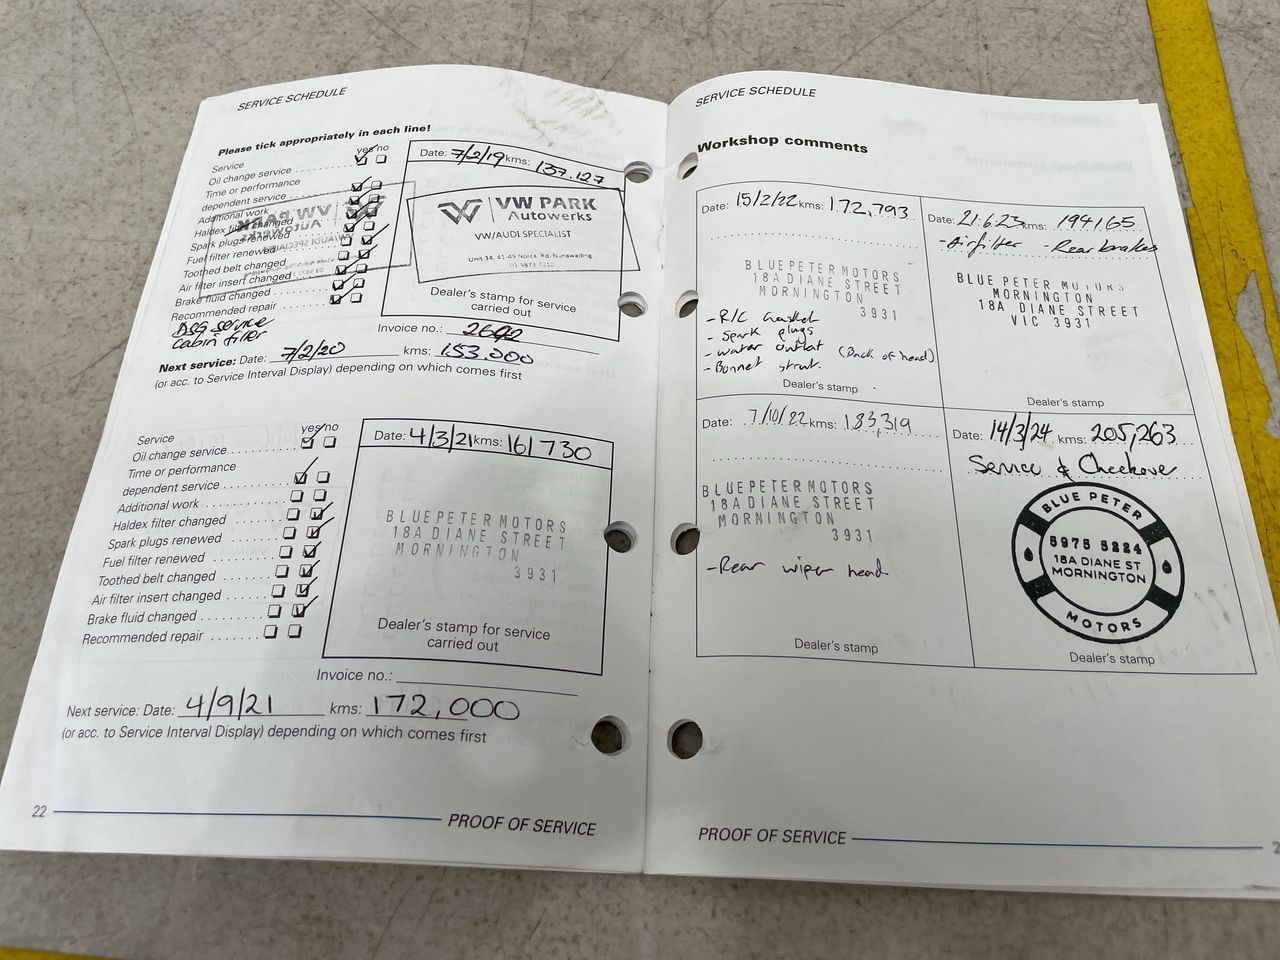 SERVICE SCHEDULE
Please tick appropriately in each line!
yes no
Service
Oil change service
Time or performance
dependent service
Additional work
Haldex filter changed
Spark plugs renewed
Fuel filter renewed
Toothed belt changed
Air filter insert changed
Brake fluid changed
Recommended repair
DSG service
Cabin filter
Date: 7/2/19 kms: 137.127
VW PARK
Autowerks
VW/AUDI SPECIALIST
Unit 34, 41-49 Norcal Rd, Nunawading
03 9873 7210
Dealer's stamp for service
carried out
Invoice no.: 2692
Next service: Date: 7/2/20 kms: 153.000
(or acc. to Service Interval Display) depending on which comes first
yes no
Service
Oil change service
Time or performance
dependent service
Additional work
Haldex filter changed
Spark plugs renewed
Fuel filter renewed
Toothed belt changed
Air filter insert changed
Brake fluid changed
Recommended repair
Date: 4/3/21 kms: 161730
BLUE PETER MOTORS
18A DIANE STREET
MORNINGTON
3931
Dealer's stamp for service
carried out
Invoice no.:
Next service: Date: 4/9/21 kms: 172,000
(or acc. to Service Interval Display) depending on which comes first
22
PROOF OF SERVICE
SERVICE SCHEDULE
Workshop comments
Date: 15/2/22 kms: 172,793
BLUE PETER MOTORS
18A DIANE STREET
MORNINGTON
3931
- R/C Gasket
- Spark plugs
- water outlat (Back of head)
- Bonnet strut.
Dealer's stamp
Date: 21.6.23 kms: 194165
- Airfilter - Rear brakes
BLUE PETER MOTORS
MORNINGTON
18A DIANE STREET
VIC 3931
Dealer's stamp
Date: 7/10/22 kms: 183,319
BLUE PETER MOTORS
18A DIANE STREET
MORNINGTON
3931
- Rear wiper head
Dealer's stamp
Date: 14/3/24 kms: 205,263
Service & Checkover
BLUE PETER
5975 5224
18A DIANE ST
MORNINGTON
MOTORS
Dealer's stamp
PROOF OF SERVICE